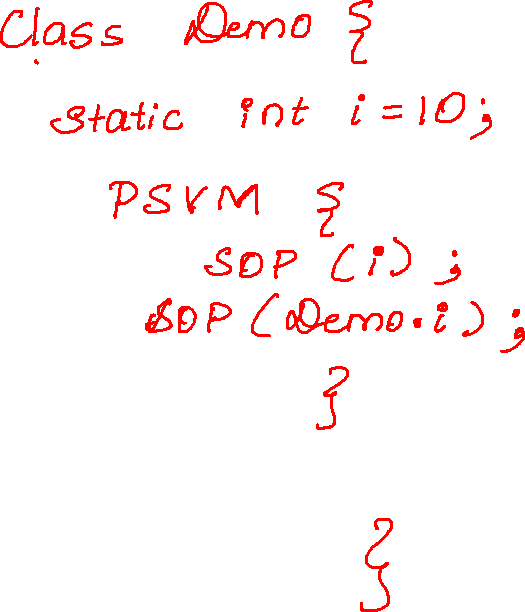 Class Demo {
static int i = 10;
PSVM {
SOP (i) ;
SOP (Demo.i) ;
}
}